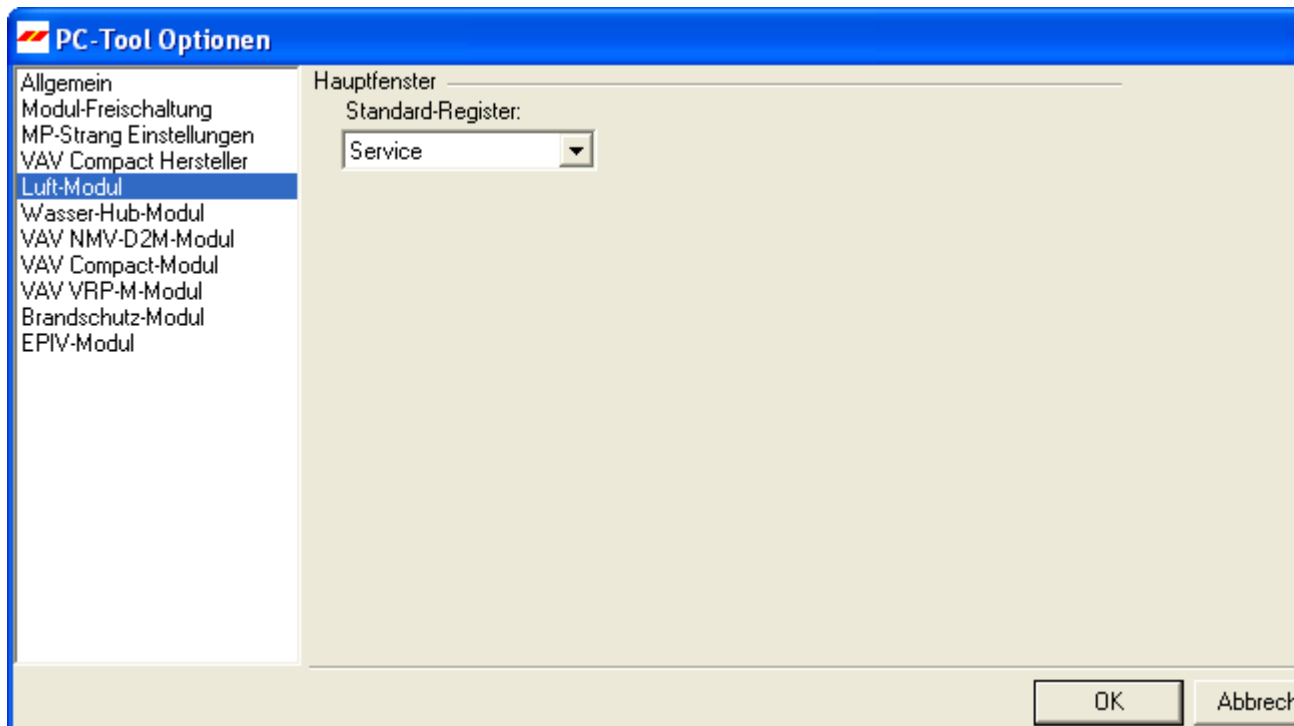 PC-Tool Optionen
Allgemein
Modul-Freischaltung
MP-Strang Einstellungen
VAV Compact Hersteller
Luft-Modul
Wasser-Hub-Modul
VAV NMV-D2M-Modul
VAV Compact-Modul
VAV VRP-M-Modul
Brandschutz-Modul
EPIV-Modul
Hauptfenster
Standard-Register:
Service
OK
Abbrech